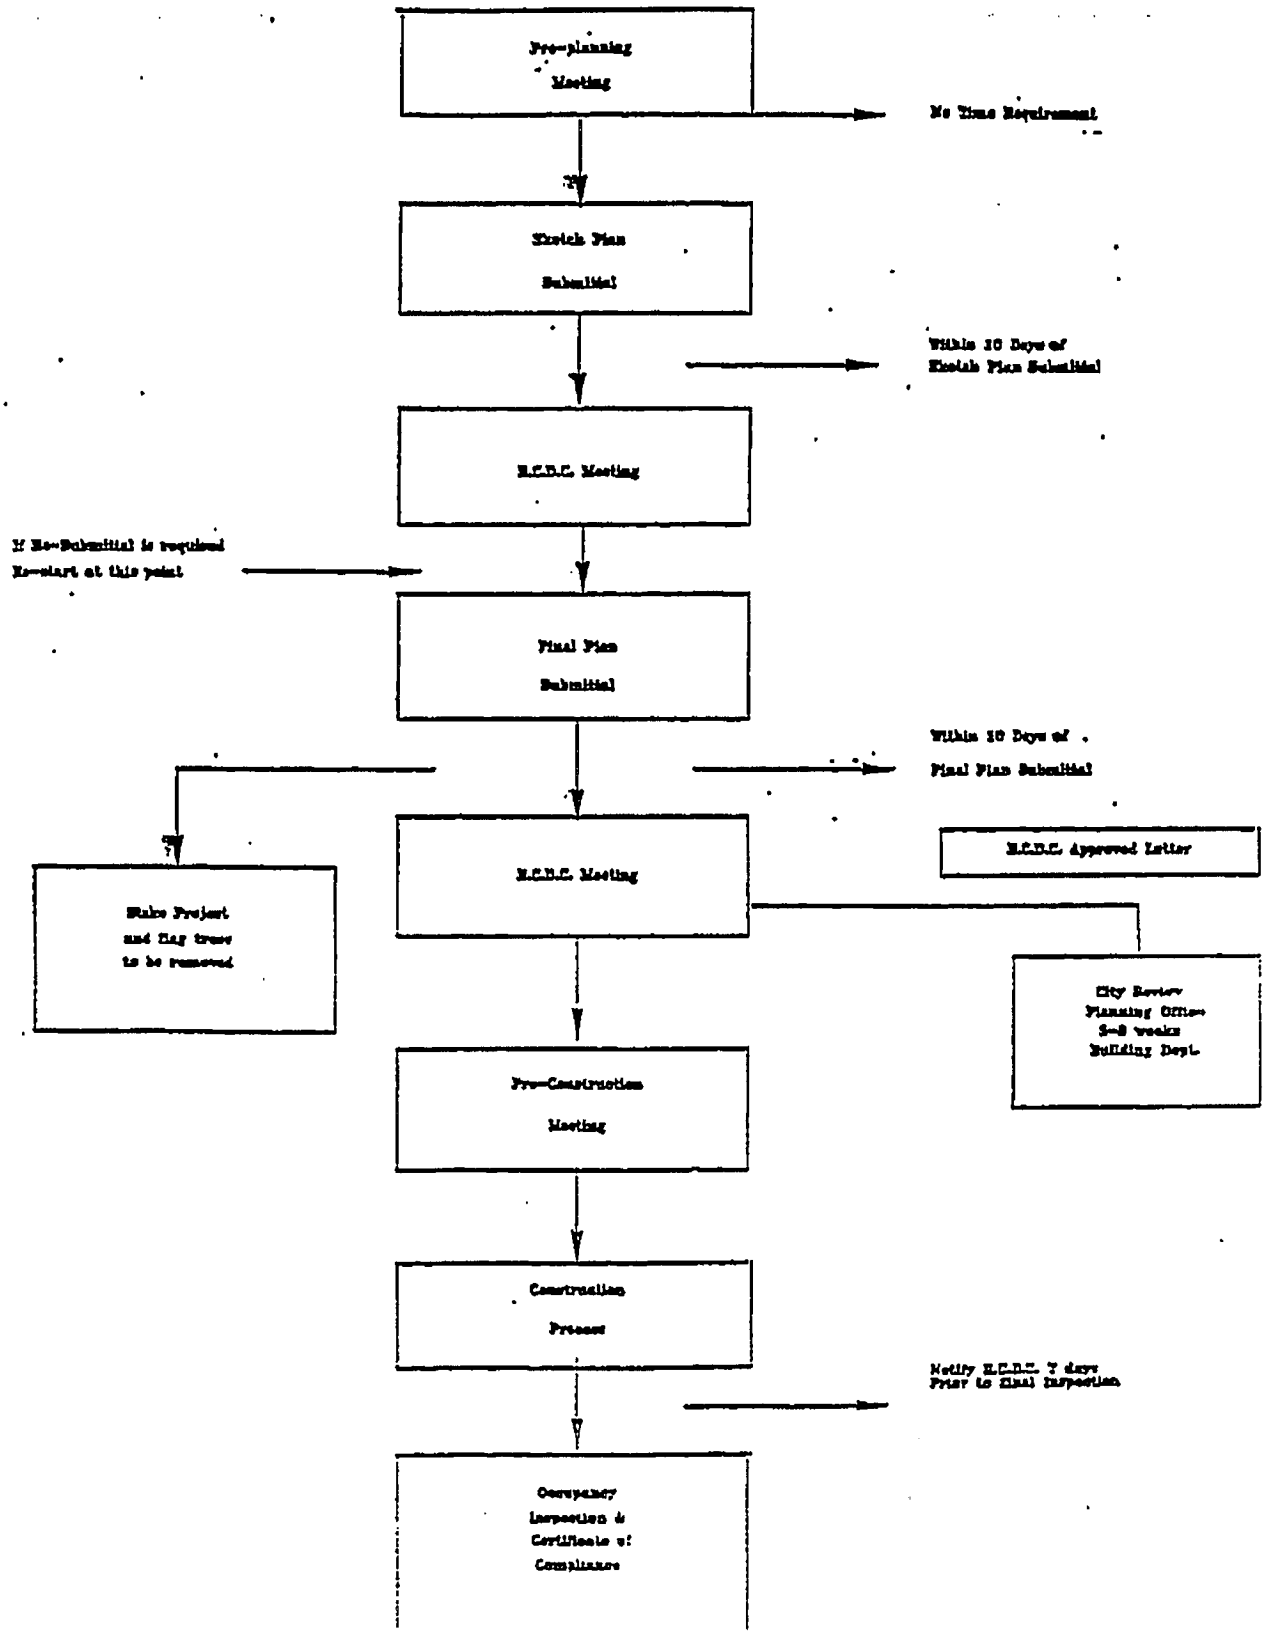 Pre-planning
Meeting
No Time Requirement
Sketch Plan
Submittal
Within 10 Days of
Sketch Plan Submittal
N.C.D.C. Meeting
If Re-Submittal is required
Re-start at this point
Final Plan
Submittal
Within 10 Days of
Final Plan Submittal
N.C.D.C. Approved Letter
N.C.D.C. Meeting
Stake Project
and flag trees
to be removed
City Review
Planning Office
weeks
Building Dept.
Pre-Construction
Meeting
Construction
Process
Notify N.C.D.C. 7 days
Prior to final inspection
Occupancy
Inspection &
Certificate of
Compliance